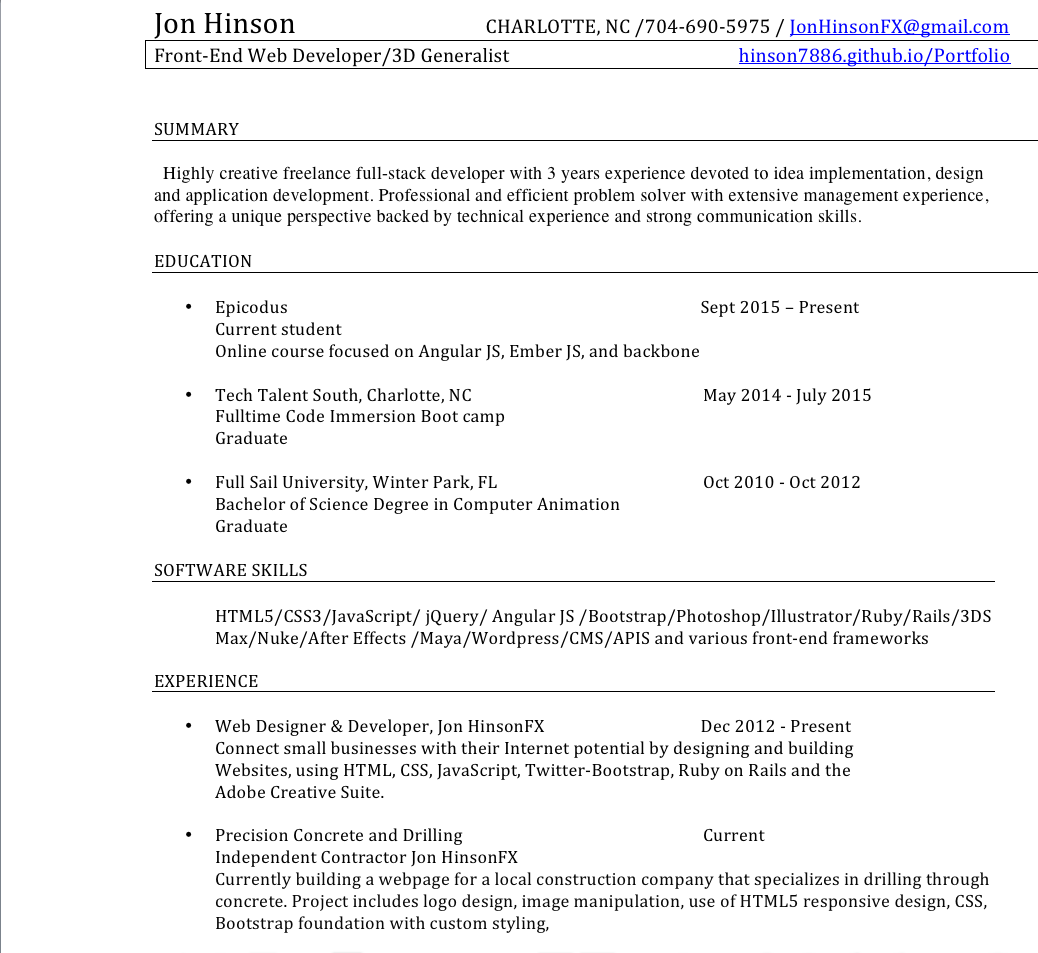 Jon Hinson CHARLOTTE, NC /704-690-5975 / JonHinsonFX@gmail.com
Front-End Web Developer/3D Generalist hinson7886.github.io/Portfolio
SUMMARY
Highly creative freelance full-stack developer with 3 years experience devoted to idea implementation, design
and application development. Professional and efficient problem solver with extensive management experience,
offering a unique perspective backed by technical experience and strong communication skills.
EDUCATION
• Epicodus Sept 2015 – Present
Current student
Online course focused on Angular JS, Ember JS, and backbone
• Tech Talent South, Charlotte, NC May 2014 - July 2015
Fulltime Code Immersion Boot camp
Graduate
• Full Sail University, Winter Park, FL Oct 2010 - Oct 2012
Bachelor of Science Degree in Computer Animation
Graduate
SOFTWARE SKILLS
HTML5/CSS3/JavaScript/ jQuery/ Angular JS /Bootstrap/Photoshop/Illustrator/Ruby/Rails/3DS
Max/Nuke/After Effects /Maya/Wordpress/CMS/APIS and various front-end frameworks
EXPERIENCE
• Web Designer & Developer, Jon HinsonFX Dec 2012 - Present
Connect small businesses with their Internet potential by designing and building
Websites, using HTML, CSS, JavaScript, Twitter-Bootstrap, Ruby on Rails and the
Adobe Creative Suite.
• Precision Concrete and Drilling Current
Independent Contractor Jon HinsonFX
Currently building a webpage for a local construction company that specializes in drilling through
concrete. Project includes logo design, image manipulation, use of HTML5 responsive design, CSS,
Bootstrap foundation with custom styling,